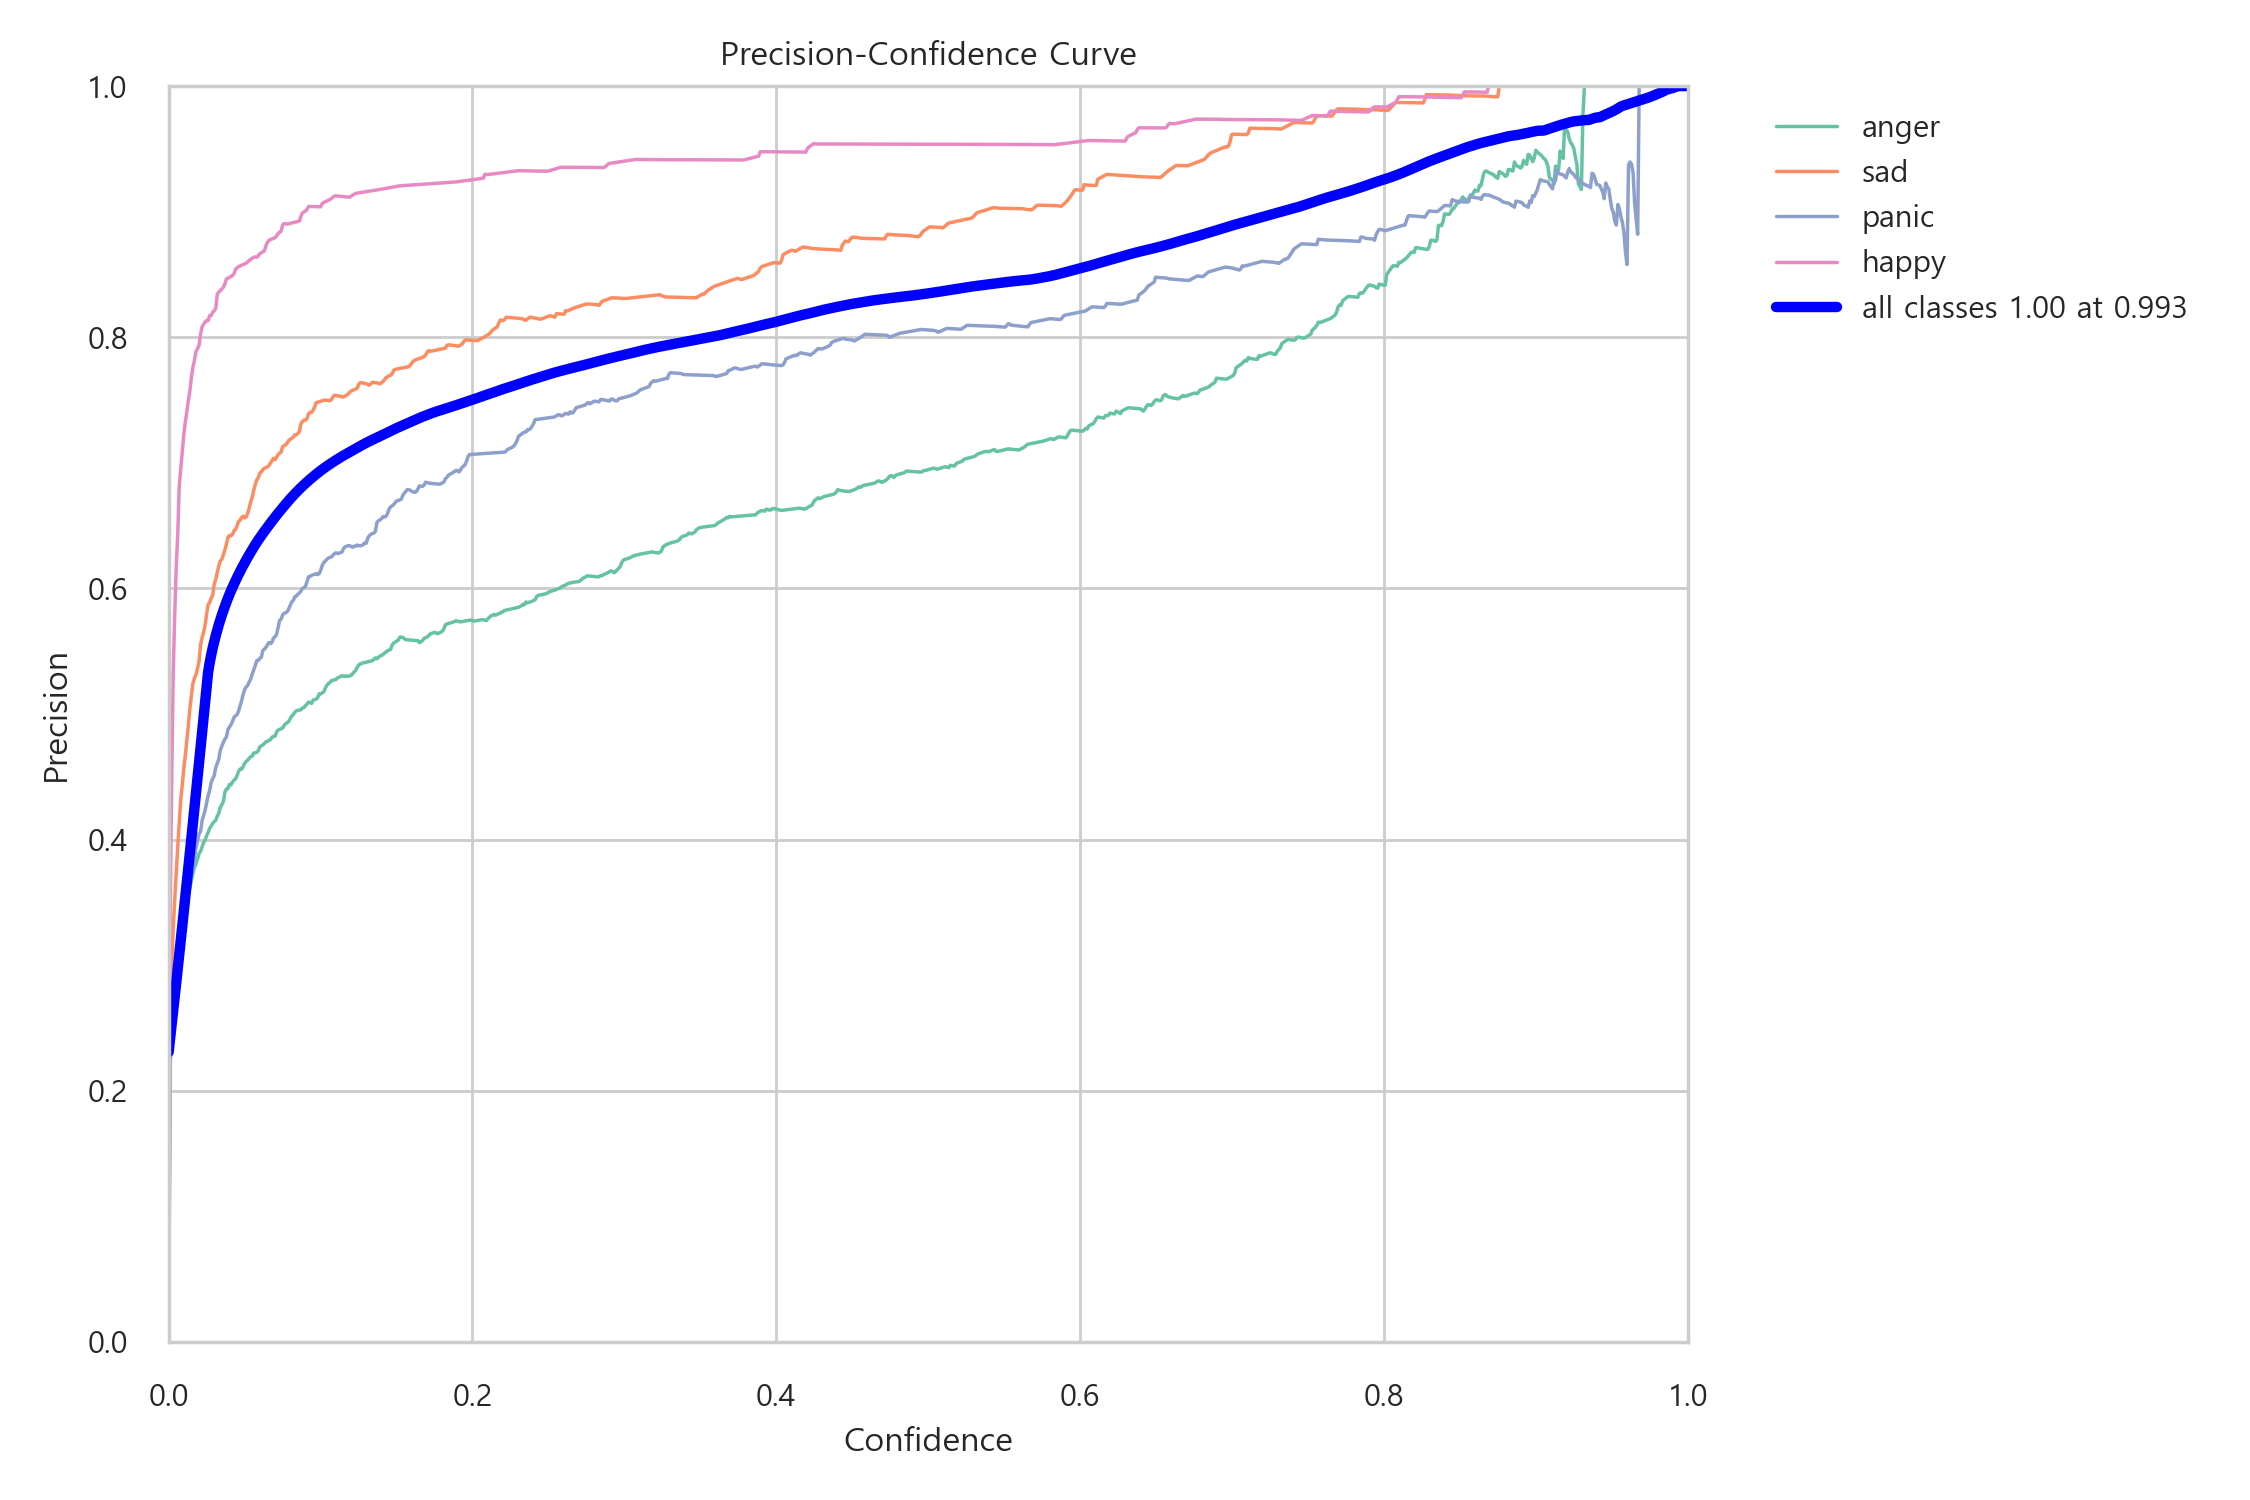 Precision-Confidence Curve
1.0
0.8
0.6
0.4
0.2
0.0
Precision
0.0 0.2 0.4 0.6 0.8 1.0
Confidence
anger
sad
panic
happy
all classes 1.00 at 0.993